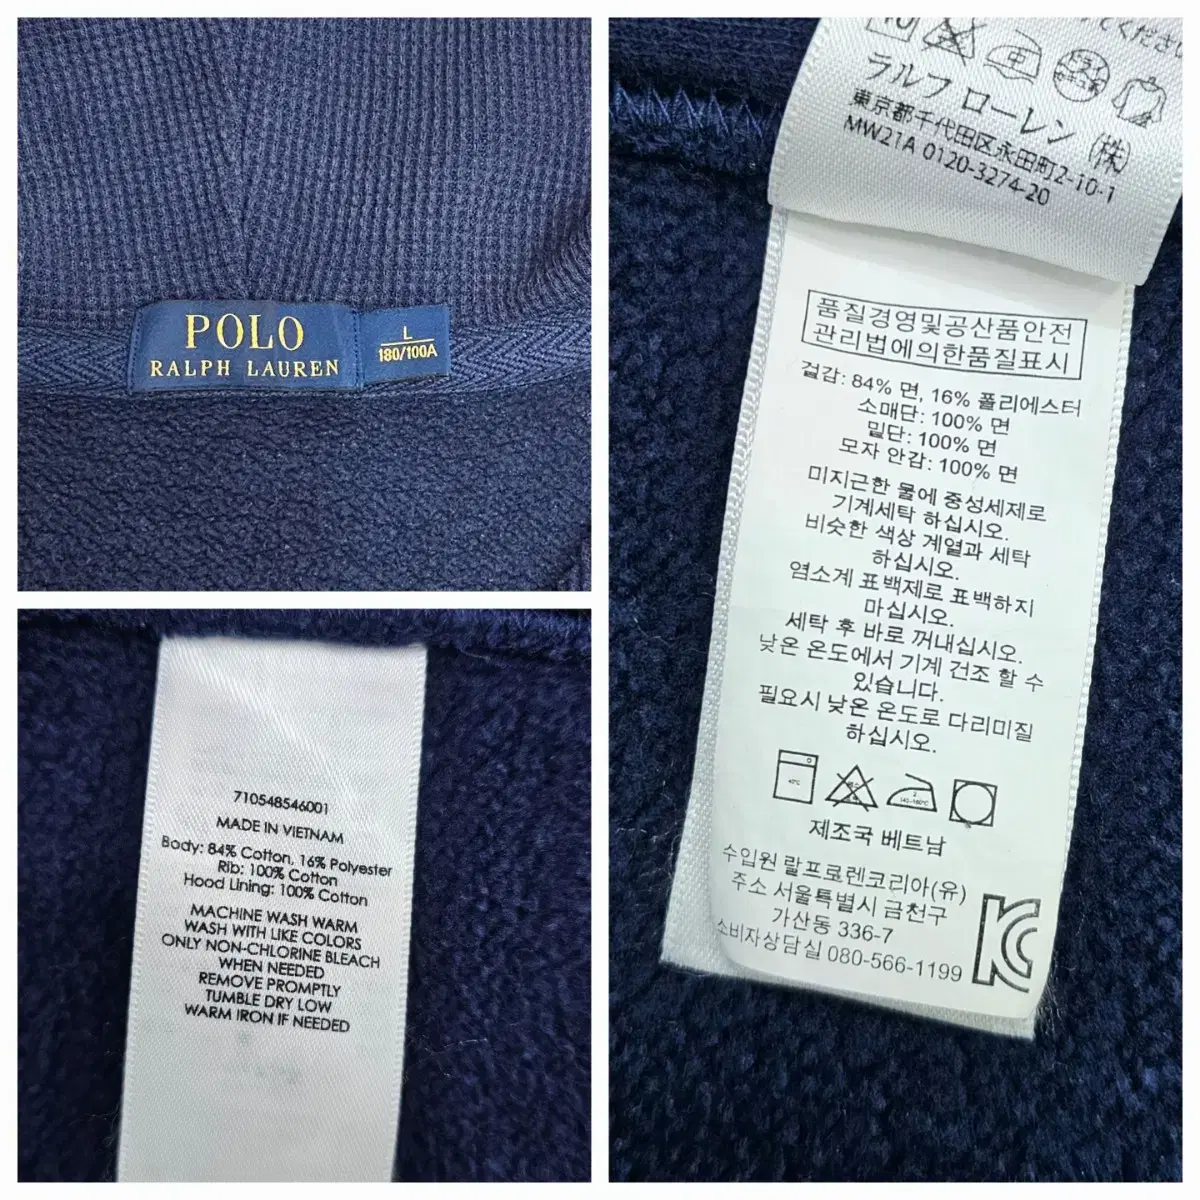 POLO
RALPH LAUREN
L
180/100A
710548546001
MADE IN VIETNAM
Body: 84% Cotton, 16% Polyester
Rib: 100% Cotton
Hood Lining: 100% Cotton
MACHINE WASH WARM
WASH WITH LIKE COLORS
ONLY NON-CHLORINE BLEACH
WHEN NEEDED
REMOVE PROMPTLY
TUMBLE DRY LOW
WARM IRON IF NEEDED
ください
中
ラルフ ローレン (株)
東京都千代田区永田町2-10-1
MW21A 0120-3274-20
품질경영및공산품안전
관리법에의한품질표시
겉감: 84% 면, 16% 폴리에스터
소매단: 100% 면
밑단: 100% 면
모자 안감: 100% 면
미지근한 물에 중성세제로
기계세탁 하십시오.
비슷한 색상 계열과 세탁
하십시오.
염소계 표백제로 표백하지
마십시오.
세탁 후 바로 꺼내십시오.
낮은 온도에서 기계 건조 할 수
있습니다.
필요시 낮은 온도로 다리미질
하십시오.
40°C
140-160°C
제조국 베트남
수입원 랄프로렌코리아(유)
주소 서울특별시 금천구
가산동 336-7
소비자상담실 080-566-1199